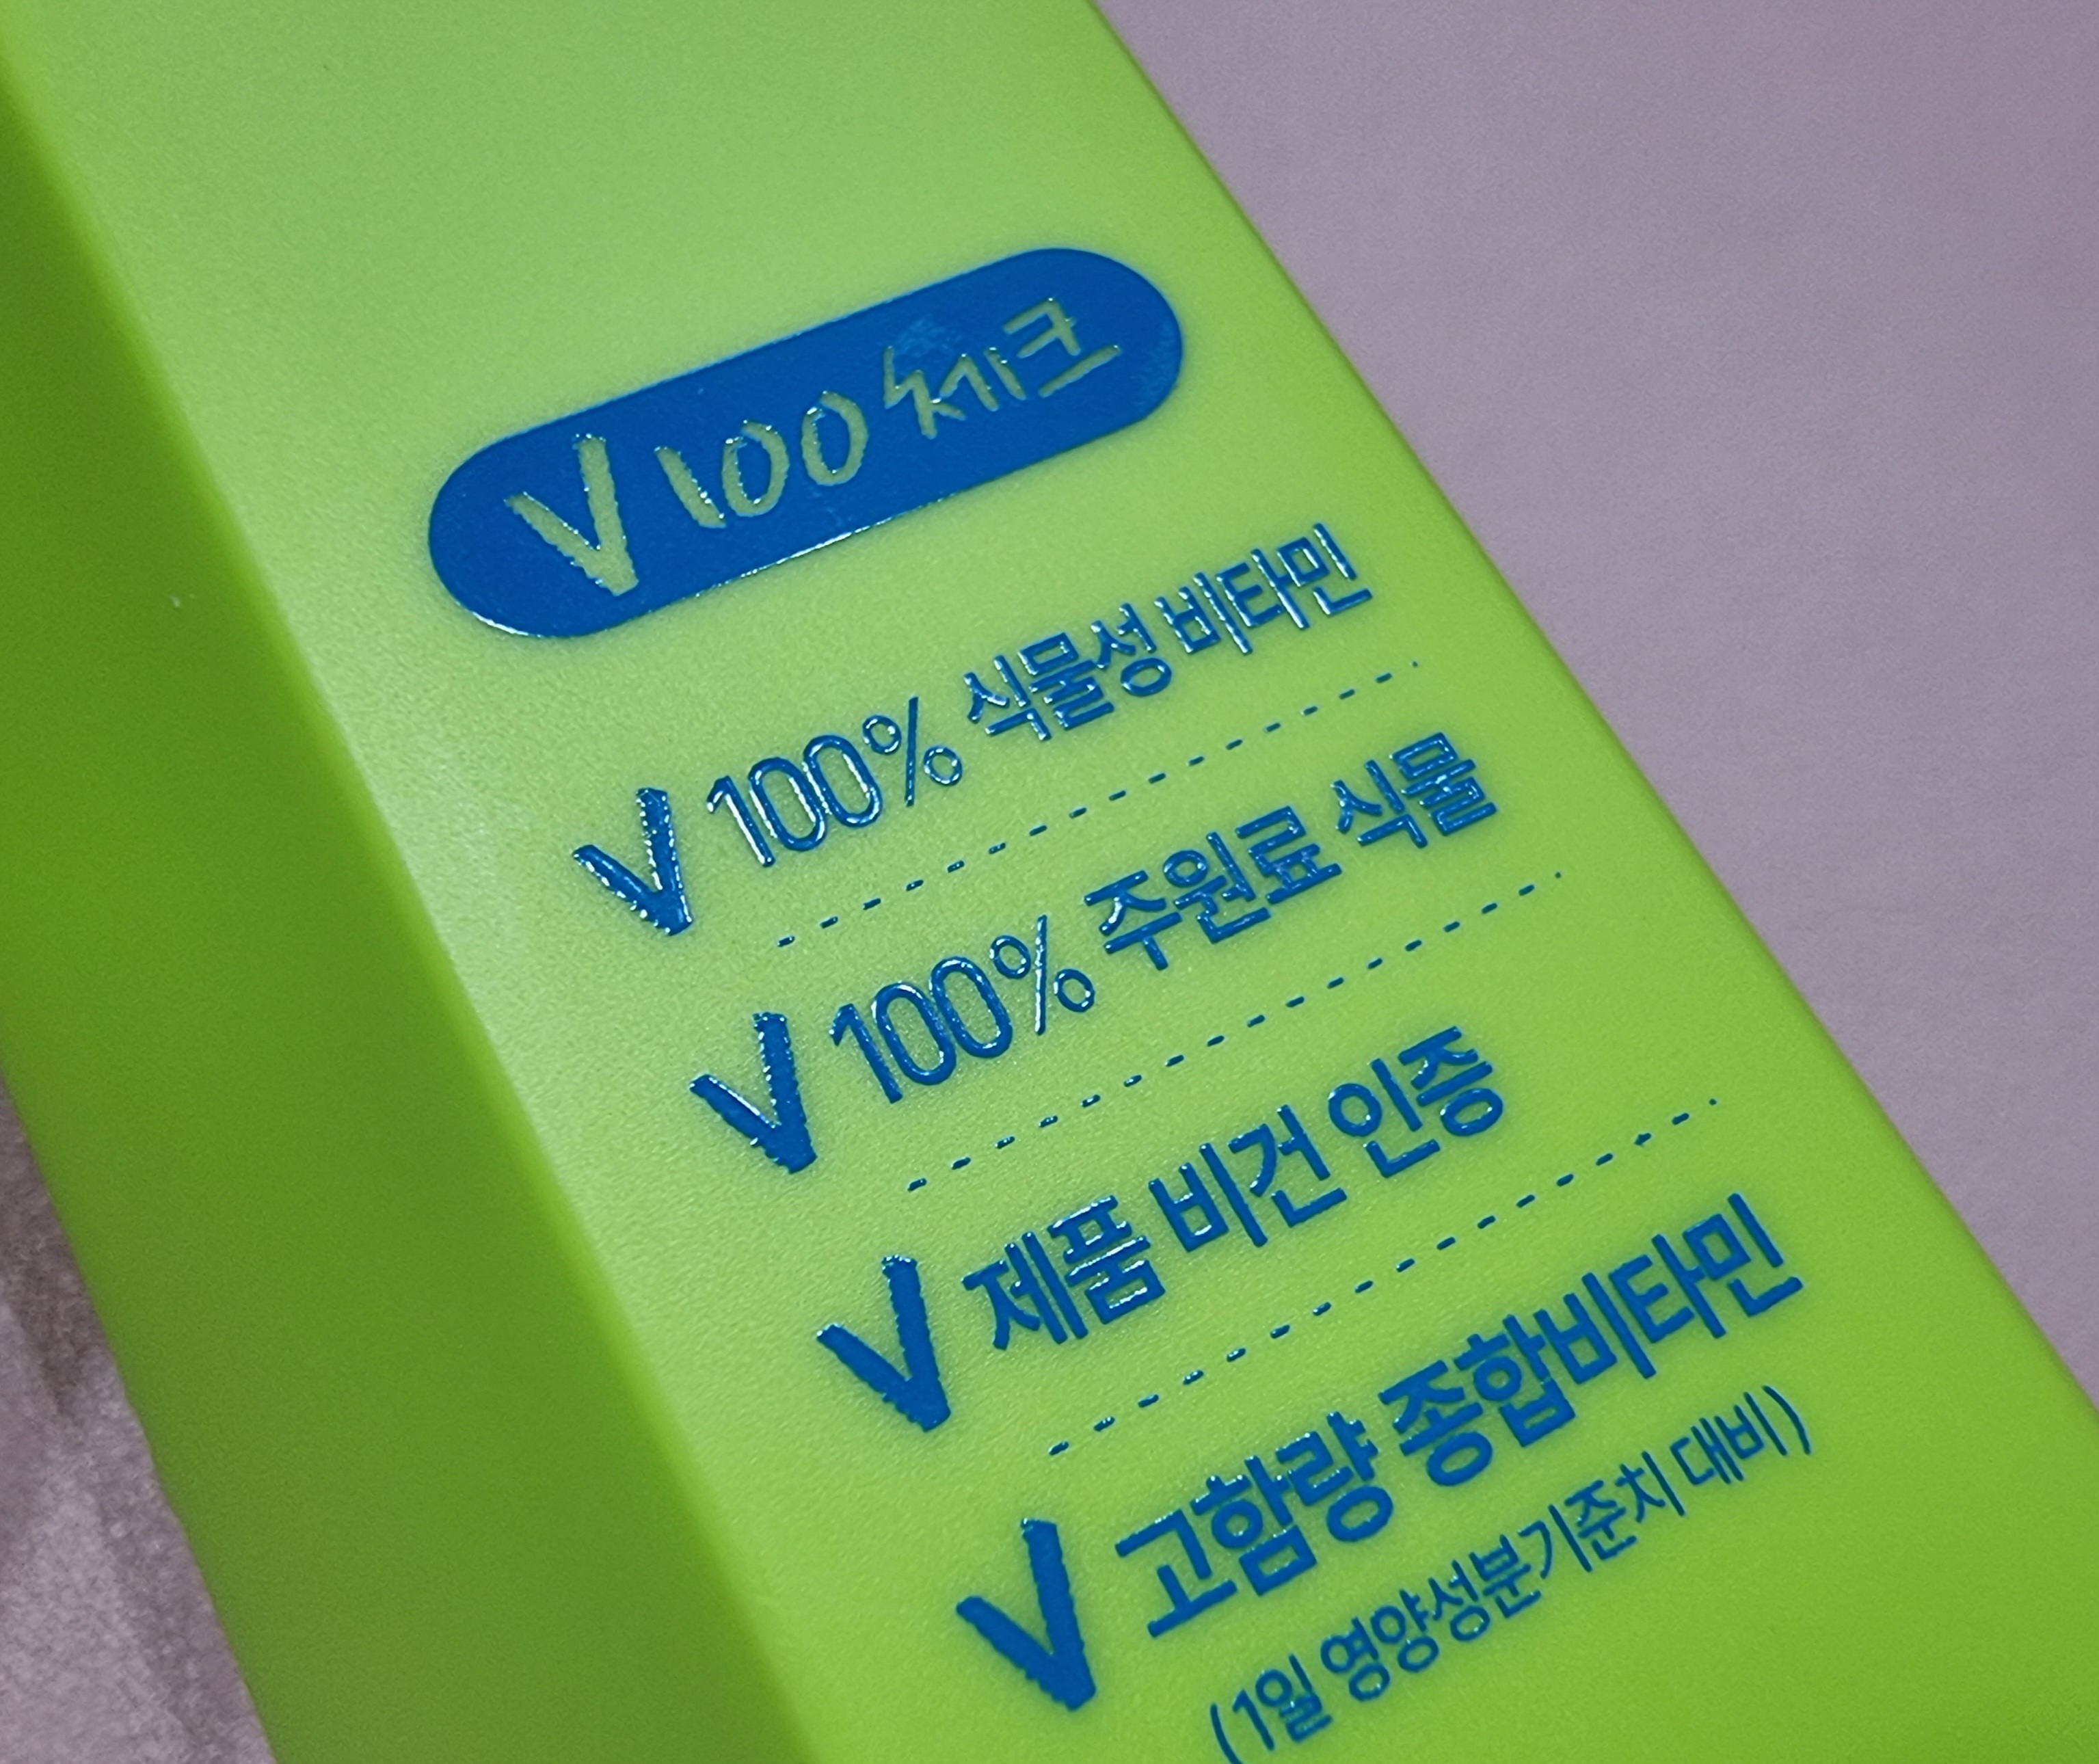 V 100 체크
V 100% 식물성 비타민
V 100% 주원료 식물
V 제품 비건 인증
V 고함량 종합비타민
(1일 영양성분기준치 대비)